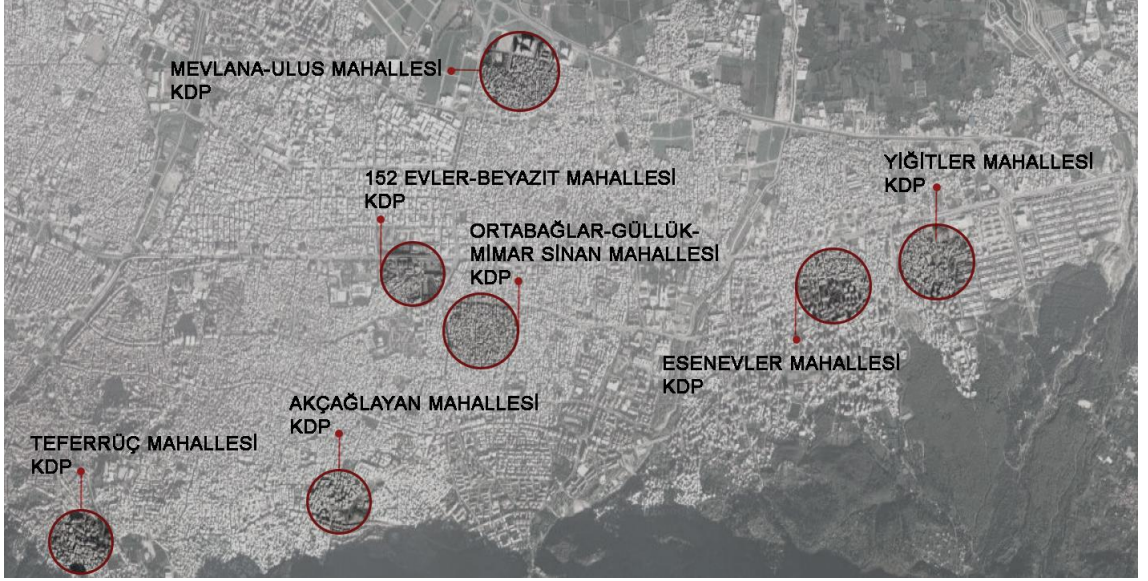 MEVLANA-ULUS MAHALLESİ
KDP
YİĞİTLER MAHALLESİ
KDP
152 EVLER-BEYAZIT MAHALLESİ
KDP
ORTABAĞLAR-GÜLLÜK-
MİMAR SİNAN MAHALLESİ
KDP
ESENEVLER MAHALLESİ
KDP
AKÇAĞLAYAN MAHALLESİ
KDP
TEFERRÜÇ MAHALLESİ
KDP